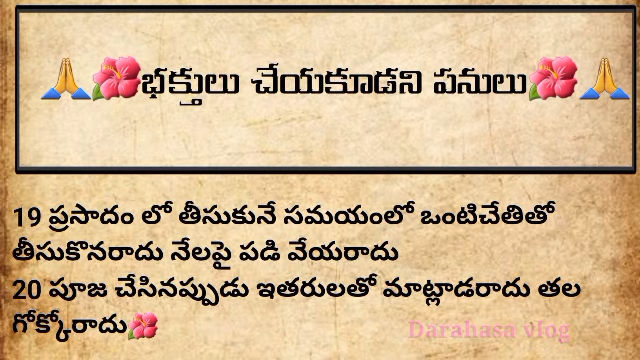 🙏🌺భక్తులు చేయకూడని పనులు🌺🙏
19 ప్రసాదం లో తీసుకునే సమయంలో ఒంటిచేతితో
తీసుకొనరాదు నేలపై పడి వేయరాదు
20 పూజ చేసినప్పుడు ఇతరులతో మాట్లాడరాదు తల
గోక్కోరాదు🌺
Darahasa vlog